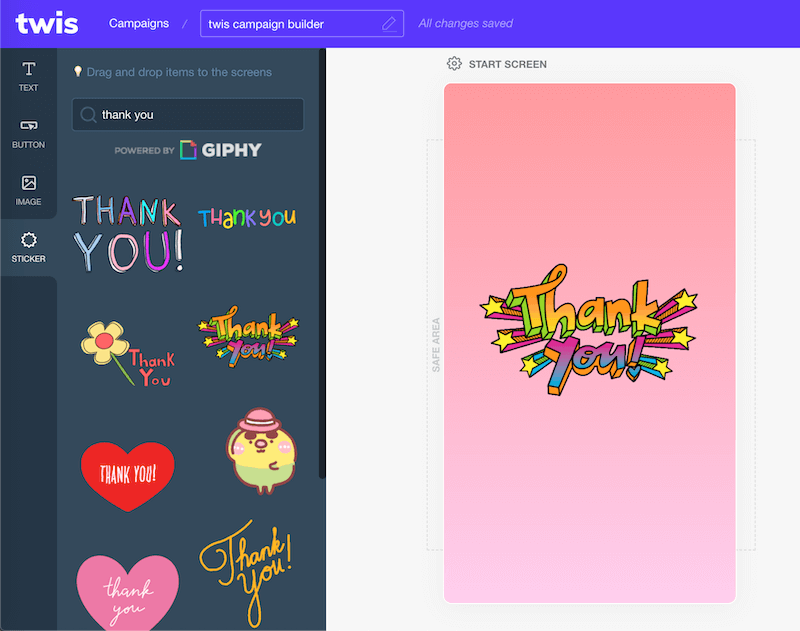 twis
Campaigns / twis campaign builder All changes saved
TEXT
BUTTON
IMAGE
STICKER
Drag and drop items to the screens
thank you
POWERED BY GIPHY
THANK
YOU!
Thank you
Thank
You
Thank
You!
THANK YOU!
thank
you
Thank
You!
START SCREEN
SAFE AREA
Thank
You!